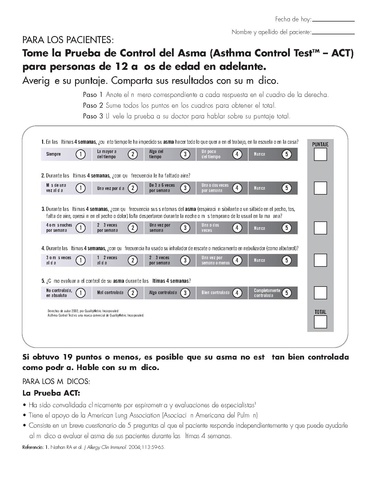 Fecha de hoy:
Nombre y apellido del paciente:
PARA LOS PACIENTES:
Tome la Prueba de Control del Asma (Asthma Control Test™ – ACT)
para personas de 12 a os de edad en adelante.
Averig e su puntaje. Comparta sus resultados con su m dico.
Paso 1 Anote el n mero correspondiente a cada respuesta en el cuadro de la derecha.
Paso 2 Sume todos los puntos en los cuadros para obtener el total.
Paso 3 Ll vele la prueba a su doctor para hablar sobre su puntaje total.
1. En las ltimas 4 semanas, ¿cu nto tiempo le ha impedido su asma hacer todo lo que quer a en el trabajo, en la escuela o en la casa?
PUNTAJE
Siempre 1 La mayor a del tiempo 2 Algo del tiempo 3 Un poco del tiempo 4 Nunca 5
2. Durante las ltimas 4 semanas, ¿con qu frecuencia le ha faltado aire?
M s de una vez al d a 1 Una vez por d a 2 De 3 a 6 veces por semana 3 Una o dos veces por semana 4 Nunca 5
3. Durante las ltimas 4 semanas, ¿con qu frecuencia sus s ntomas del asma (respiraci n sibilante o un silbido en el pecho, tos,
falta de aire, opresi n en el pecho o dolor) lo/la despertaron durante la noche o m s temprano de lo usual en la ma ana?
4 o m s noches por semana 1 2 3 noches por semana 2 Una vez por semana 3 Una o dos veces 4 Nunca 5
4. Durante las ltimas 4 semanas, ¿con qu frecuencia ha usado su inhalador de rescate o medicamento en nebulizador (como albuterol)?
3 o m s veces al d a 1 1 2 veces al d a 2 2 3 veces por semana 3 Una vez por semana o menos 4 Nunca 5
5. ¿C mo evaluar a el control de su asma durante las ltimas 4 semanas?
No controlada, en absoluto 1 Mal controlada 2 Algo controlada 3 Bien controlada 4 Completamente controlada 5
Derechos de autor 2002, por QualityMetric Incorporated.
Asthma Control Test es una marca comercial de QualityMetric Incorporated.
TOTAL
Si obtuvo 19 puntos o menos, es posible que su asma no est tan bien controlada
como podr a. Hable con su m dico.
PARA LOS M DICOS:
La Prueba ACT:
• Ha sido convalidada cl nicamente por espirometr a y evaluaciones de especialistas¹
• Tiene el apoyo de la American Lung Association (Asociaci n Americana del Pulm n)
• Consiste en un breve cuestionario de 5 preguntas al que el paciente responde independientemente y que puede ayudarle
al m dico a evaluar el asma de sus pacientes durante las ltimas 4 semanas.
Referencia: 1. Nathan RA et al. J Allergy Clin Immunol. 2004;113:59-65.